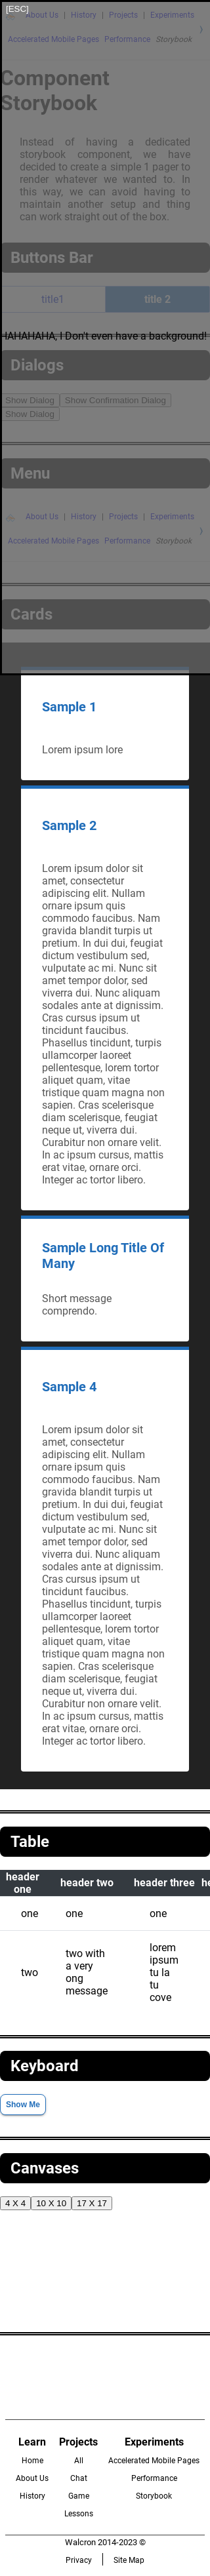 [ESC]
About Us | History | Projects | Experiments
Accelerated Mobile Pages Performance Storybook
Component
Storybook
Instead of having a dedicated
storybook component, we have
decided to create a simple 1 pager to
render whatever we wanted to. In
this way, we can avoid having to
maintain another setup and thing
can work straight out of the box.
Buttons Bar
title1 title 2
HAHAHAHA, I Don't even have a background!
Dialogs
Show Dialog Show Confirmation Dialog
Show Dialog
Menu
About Us | History | Projects | Experiments
Accelerated Mobile Pages Performance Storybook
Cards
Sample 1
Lorem ipsum lore
Sample 2
Lorem ipsum dolor sit
amet, consectetur
adipiscing elit. Nullam
ornare ipsum quis
commodo faucibus. Nam
gravida blandit turpis ut
pretium. In dui dui, feugiat
dictum vestibulum sed,
vulputate ac mi. Nunc sit
amet tempor dolor, sed
viverra dui. Nunc aliquam
sodales ante at dignissim.
Cras cursus ipsum ut
tincidunt faucibus.
Phasellus tincidunt, turpis
ullamcorper laoreet
pellentesque, lorem tortor
aliquet quam, vitae
tristique quam magna non
sapien. Cras scelerisque
diam scelerisque, feugiat
neque ut, viverra dui.
Curabitur non ornare velit.
In ac ipsum cursus, mattis
erat vitae, ornare orci.
Integer ac tortor libero.
Sample Long Title Of
Many
Short message
comprendo.
Sample 4
Lorem ipsum dolor sit
amet, consectetur
adipiscing elit. Nullam
ornare ipsum quis
commodo faucibus. Nam
gravida blandit turpis ut
pretium. In dui dui, feugiat
dictum vestibulum sed,
vulputate ac mi. Nunc sit
amet tempor dolor, sed
viverra dui. Nunc aliquam
sodales ante at dignissim.
Cras cursus ipsum ut
tincidunt faucibus.
Phasellus tincidunt, turpis
ullamcorper laoreet
pellentesque, lorem tortor
aliquet quam, vitae
tristique quam magna non
sapien. Cras scelerisque
diam scelerisque, feugiat
neque ut, viverra dui.
Curabitur non ornare velit.
In ac ipsum cursus, mattis
erat vitae, ornare orci.
Integer ac tortor libero.
Table
header
one header two header three he
one one one
two two with
a very
ong
message lorem
ipsum
tu la
tu
cove
Keyboard
Show Me
Canvases
4 X 4 10 X 10 17 X 17
Learn Projects Experiments
Home All Accelerated Mobile Pages
About Us Chat Performance
History Game Storybook
Lessons
Walcron 2014-2023 ©
Privacy | Site Map